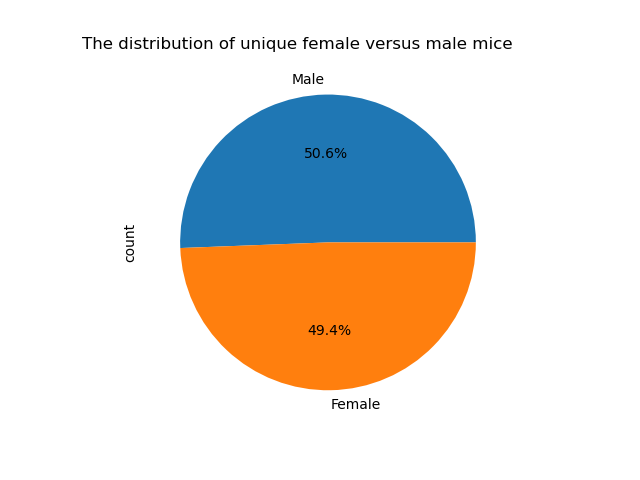 The distribution of unique female versus male mice
Male
50.6%
count
49.4%
Female